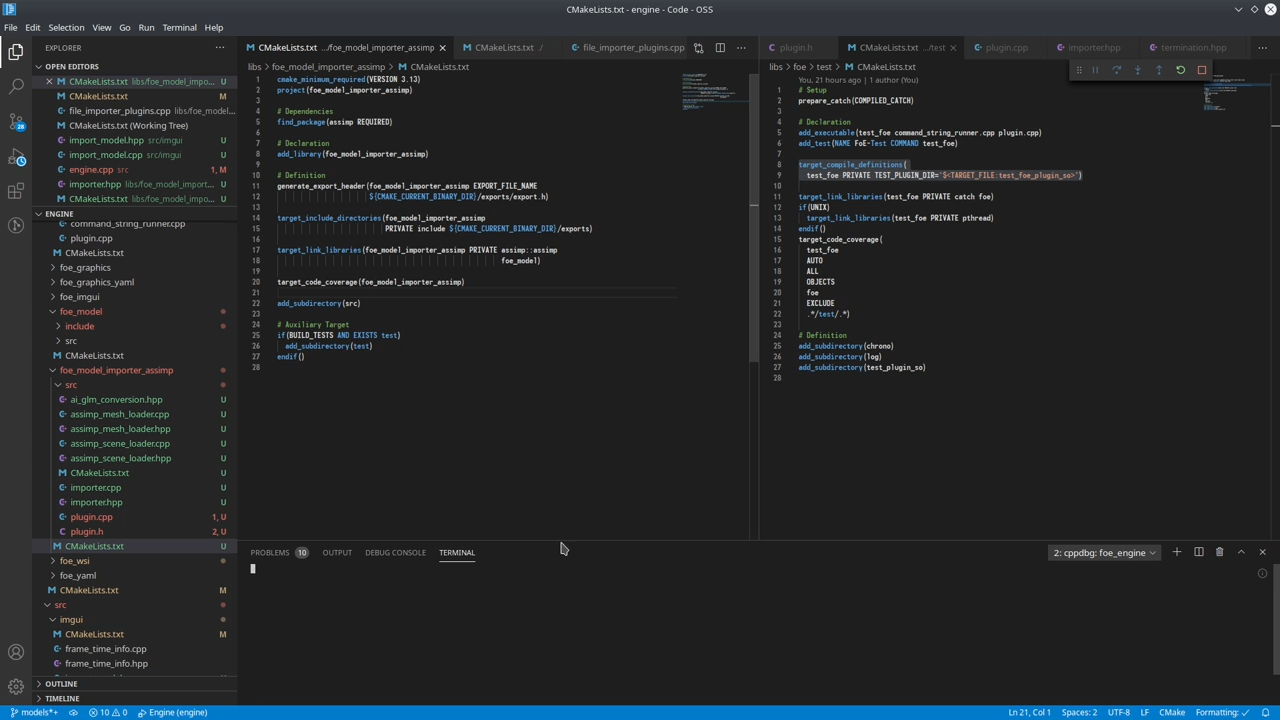 CMakeLists.txt - engine - Code - OSS
File Edit Selection View Go Run Terminal Help
EXPLORER
OPEN EDITORS
CMakeLists.txt libs/foe_model_impo... U
CMakeLists.txt M
file_importer_plugins.cpp libs/foe_model...
CMakeLists.txt (Working Tree)
import_model.hpp src/imgui U
import_model.cpp src/imgui U
engine.cpp src 1, M
importer.hpp libs/foe_model_importer_as... U
CMakeLists.txt libs/foe_model_impo... U
ENGINE
command_string_runner.cpp
plugin.cpp
CMakeLists.txt
foe_graphics
foe_graphics_yaml
foe_imgui
foe_model
include
src
CMakeLists.txt
foe_model_importer_assimp
src
ai_glm_conversion.hpp U
assimp_mesh_loader.cpp U
assimp_mesh_loader.hpp U
assimp_scene_loader.cpp U
assimp_scene_loader.hpp U
CMakeLists.txt U
importer.cpp U
importer.hpp U
plugin.cpp 1, U
plugin.h 2, U
CMakeLists.txt U
foe_wsi
foe_yaml
CMakeLists.txt M
src
imgui
CMakeLists.txt M
frame_time_info.cpp
frame_time_info.hpp
OUTLINE
TIMELINE
28
CMakeLists.txt .../foe_model_importer_assimp
CMakeLists.txt ./
file_importer_plugins.cpp
libs > foe_model_importer_assimp > CMakeLists.txt
1 cmake_minimum_required(VERSION 3.13)
2 project(foe_model_importer_assimp)
3
4 # Dependencies
5 find_package(assimp REQUIRED)
6
7 # Declaration
8 add_library(foe_model_importer_assimp)
9
10 # Definition
11 generate_export_header(foe_model_importer_assimp EXPORT_FILE_NAME
12 ${CMAKE_CURRENT_BINARY_DIR}/exports/export.h)
13
14 target_include_directories(foe_model_importer_assimp
15 PRIVATE include ${CMAKE_CURRENT_BINARY_DIR}/exports)
16
17 target_link_libraries(foe_model_importer_assimp PRIVATE assimp::assimp
18 foe_model)
19
20 target_code_coverage(foe_model_importer_assimp)
21
22 add_subdirectory(src)
23
24 # Auxiliary Target
25 if(BUILD_TESTS AND EXISTS test)
26 add_subdirectory(test)
27 endif()
28
plugin.h
CMakeLists.txt .../test
plugin.cpp
importer.hpp
termination.hpp
libs > foe > test > CMakeLists.txt
You, 21 hours ago | 1 author (You)
1 # Setup
2 prepare_catch(COMPILED_CATCH)
3
4 # Declaration
5 add_executable(test_foe command_string_runner.cpp plugin.cpp)
6 add_test(NAME FoE-Test COMMAND test_foe)
7
8 target_compile_definitions(
9 test_foe PRIVATE TEST_PLUGIN_DIR="$<TARGET_FILE:test_foe_plugin_so>")
10
11 target_link_libraries(test_foe PRIVATE catch foe)
12 if(UNIX)
13 target_link_libraries(test_foe PRIVATE pthread)
14 endif()
15 target_code_coverage(
16 test_foe
17 AUTO
18 ALL
19 OBJECTS
20 foe
21 EXCLUDE
22 .*/test/.*)
23
24 # Definition
25 add_subdirectory(chrono)
26 add_subdirectory(log)
27 add_subdirectory(test_plugin_so)
28
PROBLEMS 10 OUTPUT DEBUG CONSOLE TERMINAL
2: cppdbg: foe_engine
models*+ 10 0 Engine (engine)
Ln 21, Col 1 Spaces: 2 UTF-8 LF CMake Formatting: ✓